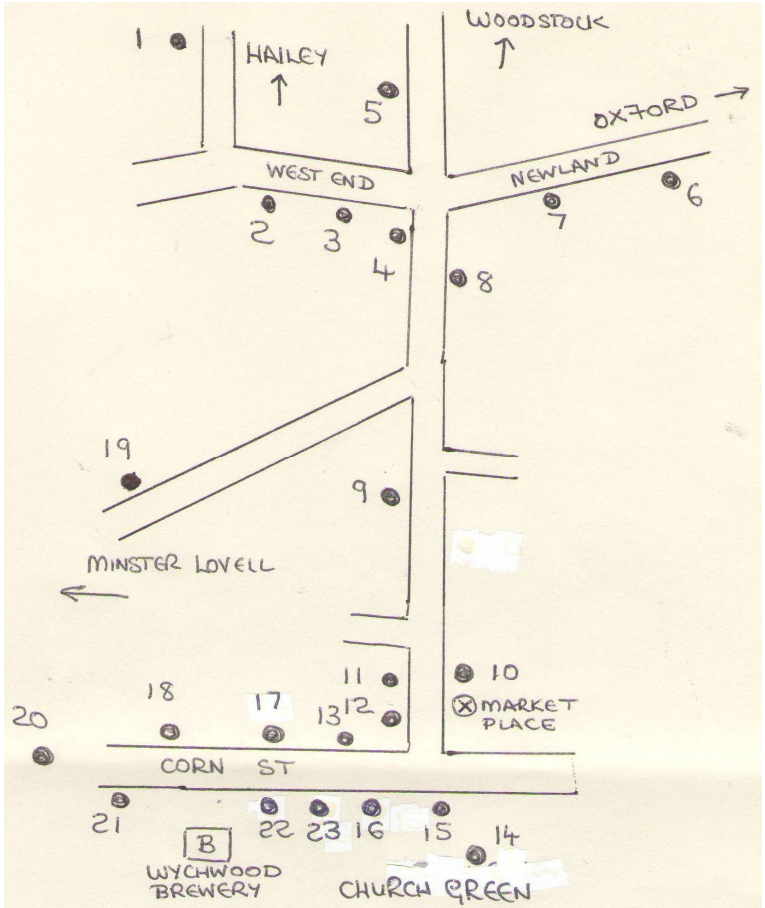 WOODSTOCK
1
HAILEY
5
OXFORD
WEST END
NEWLAND
6
2
3
7
4
8
19
9
MINSTER LOVELL
11
10
18
17
12
MARKET
PLACE
20
13
CORN ST
21
22
23
16
15
14
B
WYCHWOOD
BREWERY
CHURCH GREEN